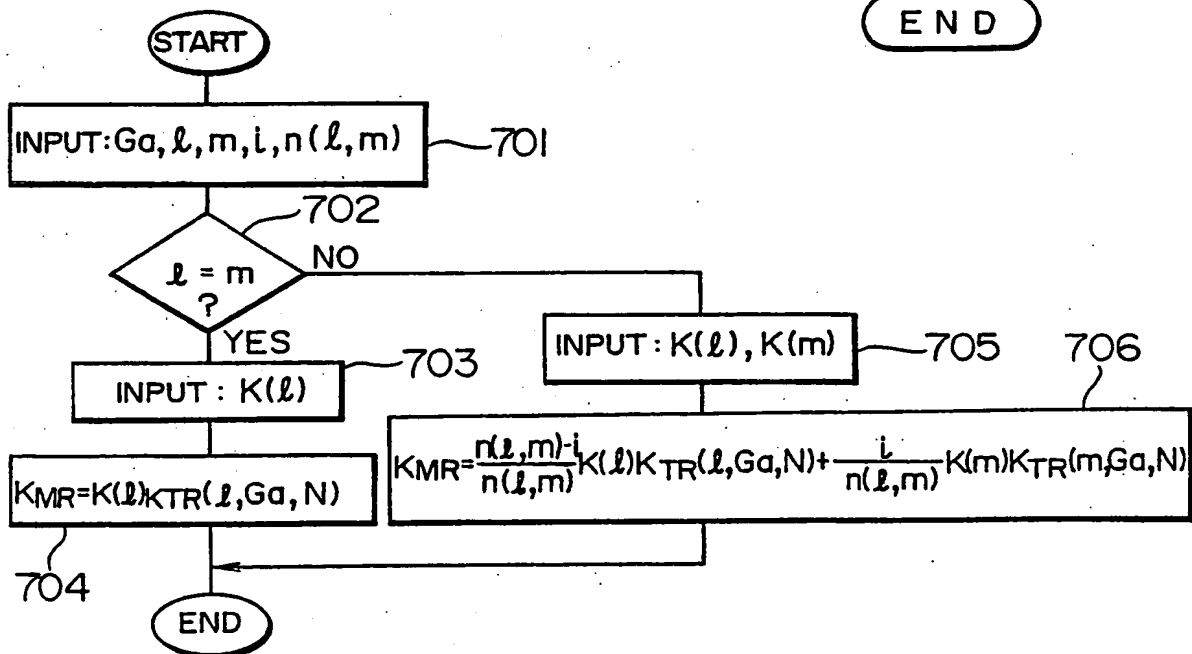 START
E N D
INPUT:Ga,ℓ,m,i,n(ℓ,m)
701
702
ℓ = m
?
NO
YES
INPUT : K(ℓ)
703
INPUT : K(ℓ), K(m)
705
706
KMR=K(ℓ)KTR(ℓ,Ga,N)
704
KMR=n(ℓ,m)-i/n(ℓ,m) K(ℓ)KTR(ℓ,Ga,N)+i/n(ℓ,m) K(m)KTR(m,Ga,N)
END